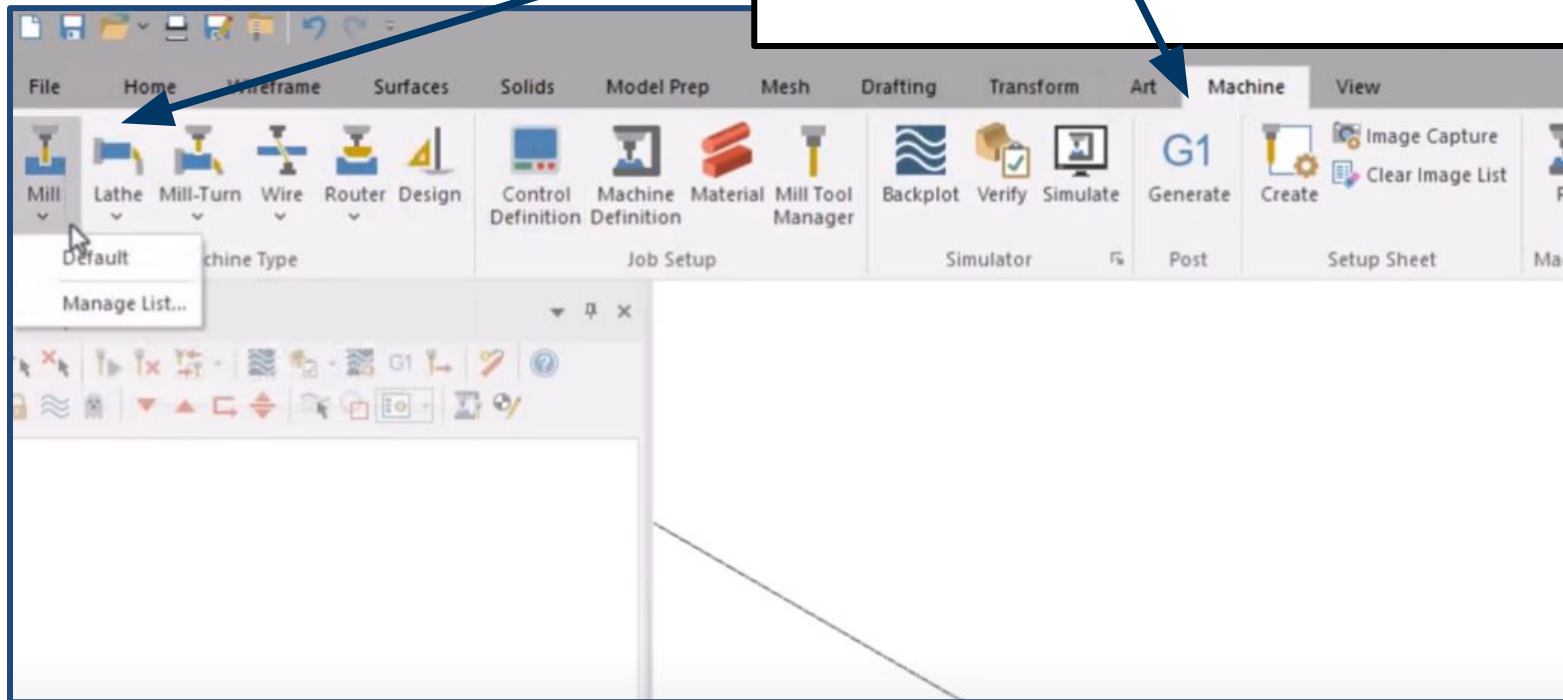 File Home Wireframe Surfaces Solids Model Prep Mesh Drafting Transform Art Machine View
Mill Lathe Mill-Turn Wire Router Design
Control Definition
Machine Definition
Material
Mill Tool Manager
Backplot Verify Simulate
G1
Generate
Create
Image Capture
Clear Image List
chine Type Job Setup Simulator Post Setup Sheet Ma
Default
Manage List...
G1